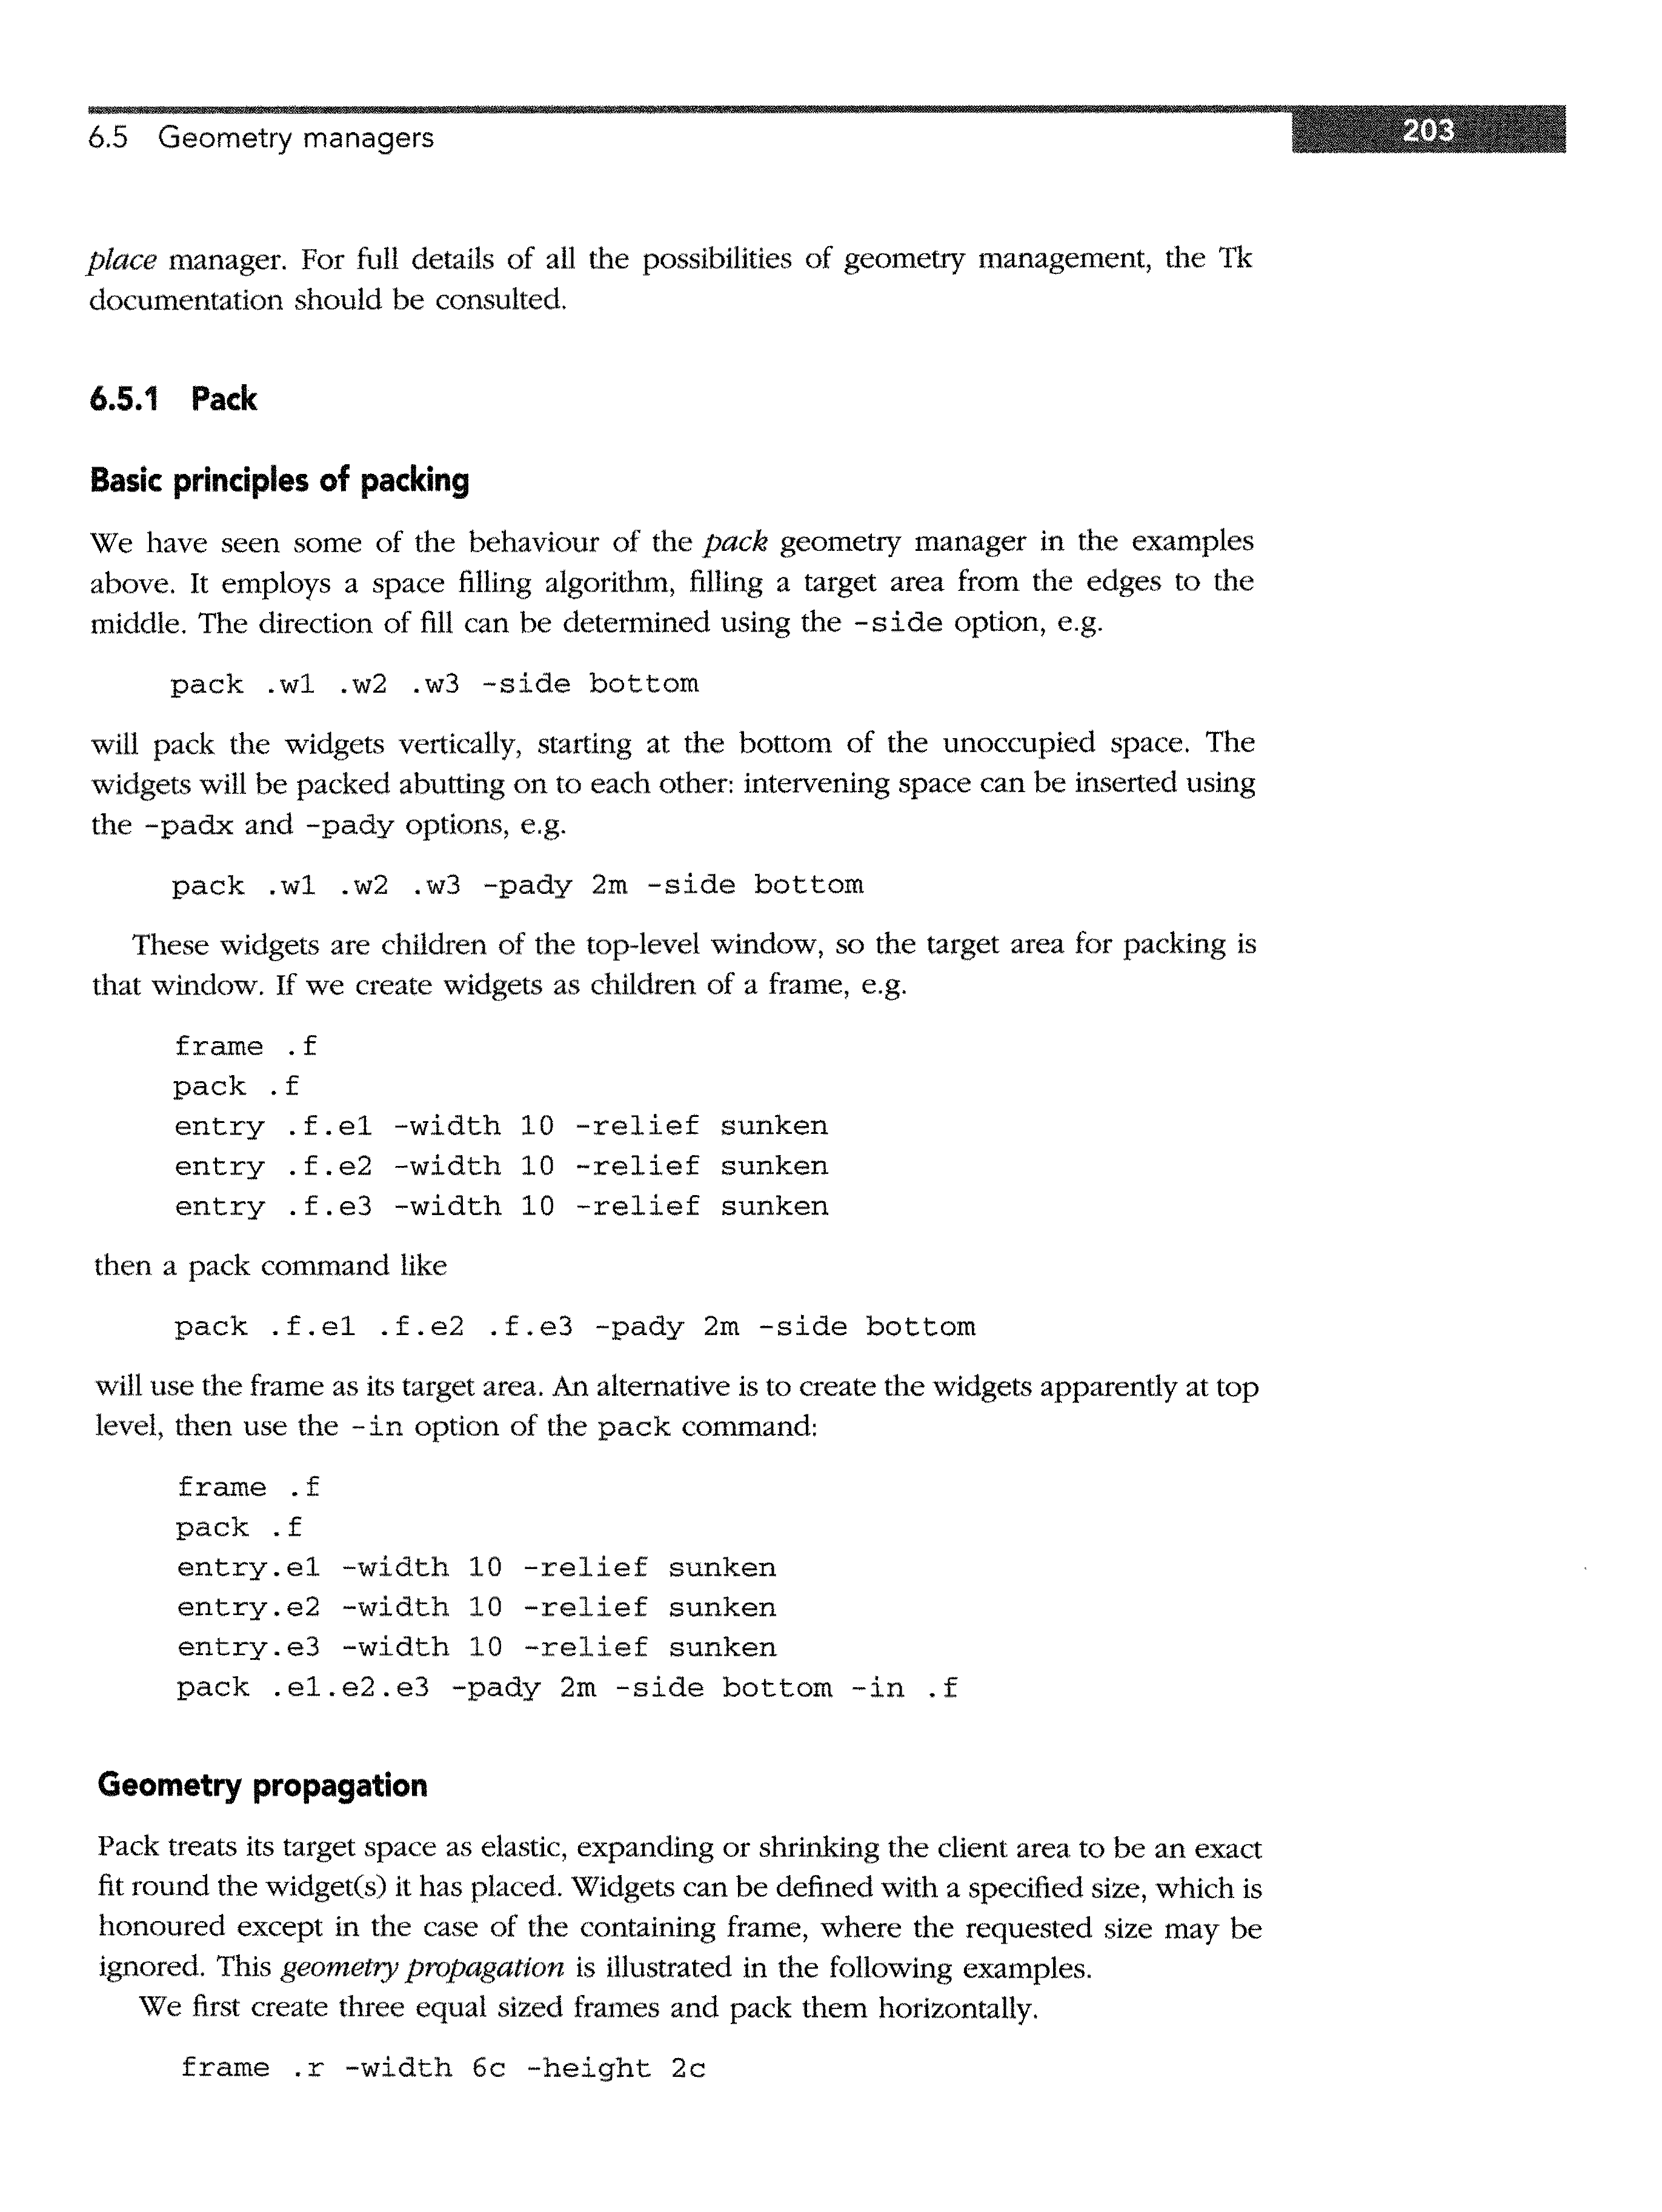 6.5 Geometry managers
203
place manager. For full details of all the possibilities of geometry management, the Tk
documentation should be consulted.
6.5.1 Pack
Basic principles of packing
We have seen some of the behaviour of the pack geometry manager in the examples
above. It employs a space filling algorithm, filling a target area from the edges to the
middle. The direction of fill can be determined using the -side option, e.g.
pack .w1 .w2 .w3 -side bottom
will pack the widgets vertically, starting at the bottom of the unoccupied space. The
widgets will be packed abutting on to each other: intervening space can be inserted using
the -padx and -pady options, e.g.
pack .w1 .w2 .w3 -pady 2m -side bottom
These widgets are children of the top-level window, so the target area for packing is
that window. If we create widgets as children of a frame, e.g.
frame .f
pack .f
entry .f.e1 -width 10 -relief sunken
entry .f.e2 -width 10 -relief sunken
entry .f.e3 -width 10 -relief sunken
then a pack command like
pack .f.e1 .f.e2 .f.e3 -pady 2m -side bottom
will use the frame as its target area. An alternative is to create the widgets apparently at top
level, then use the -in option of the pack command:
frame .f
pack .f
entry.e1 -width 10 -relief sunken
entry.e2 -width 10 -relief sunken
entry.e3 -width 10 -relief sunken
pack .e1.e2.e3 -pady 2m -side bottom -in .f
Geometry propagation
Pack treats its target space as elastic, expanding or shrinking the client area to be an exact
fit round the widget(s) it has placed. Widgets can be defined with a specified size, which is
honoured except in the case of the containing frame, where the requested size may be
ignored. This geometry propagation is illustrated in the following examples.
We first create three equal sized frames and pack them horizontally.
frame .r -width 6c -height 2c